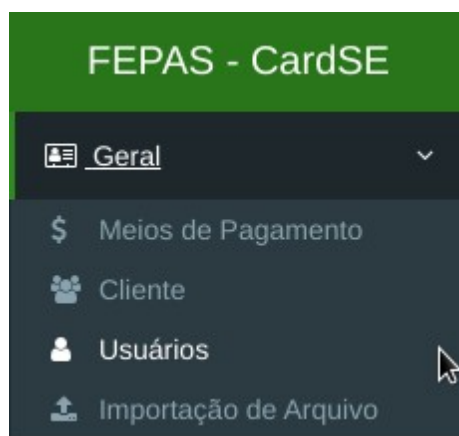 FEPAS - CardSE
Geral
Meios de Pagamento
Cliente
Usuários
Importação de Arquivo